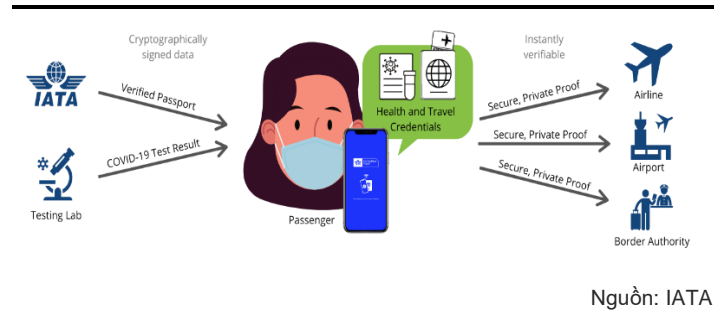 Cryptographically
signed data
Instantly
verifiable
IATA
Verified Passport
COVID-19 Test Result
Testing Lab
Health and Travel
Credentials
Passenger
Secure, Private Proof
Airline
Secure, Private Proof
Airport
Secure, Private Proof
Border Authority
Nguồn: IATA